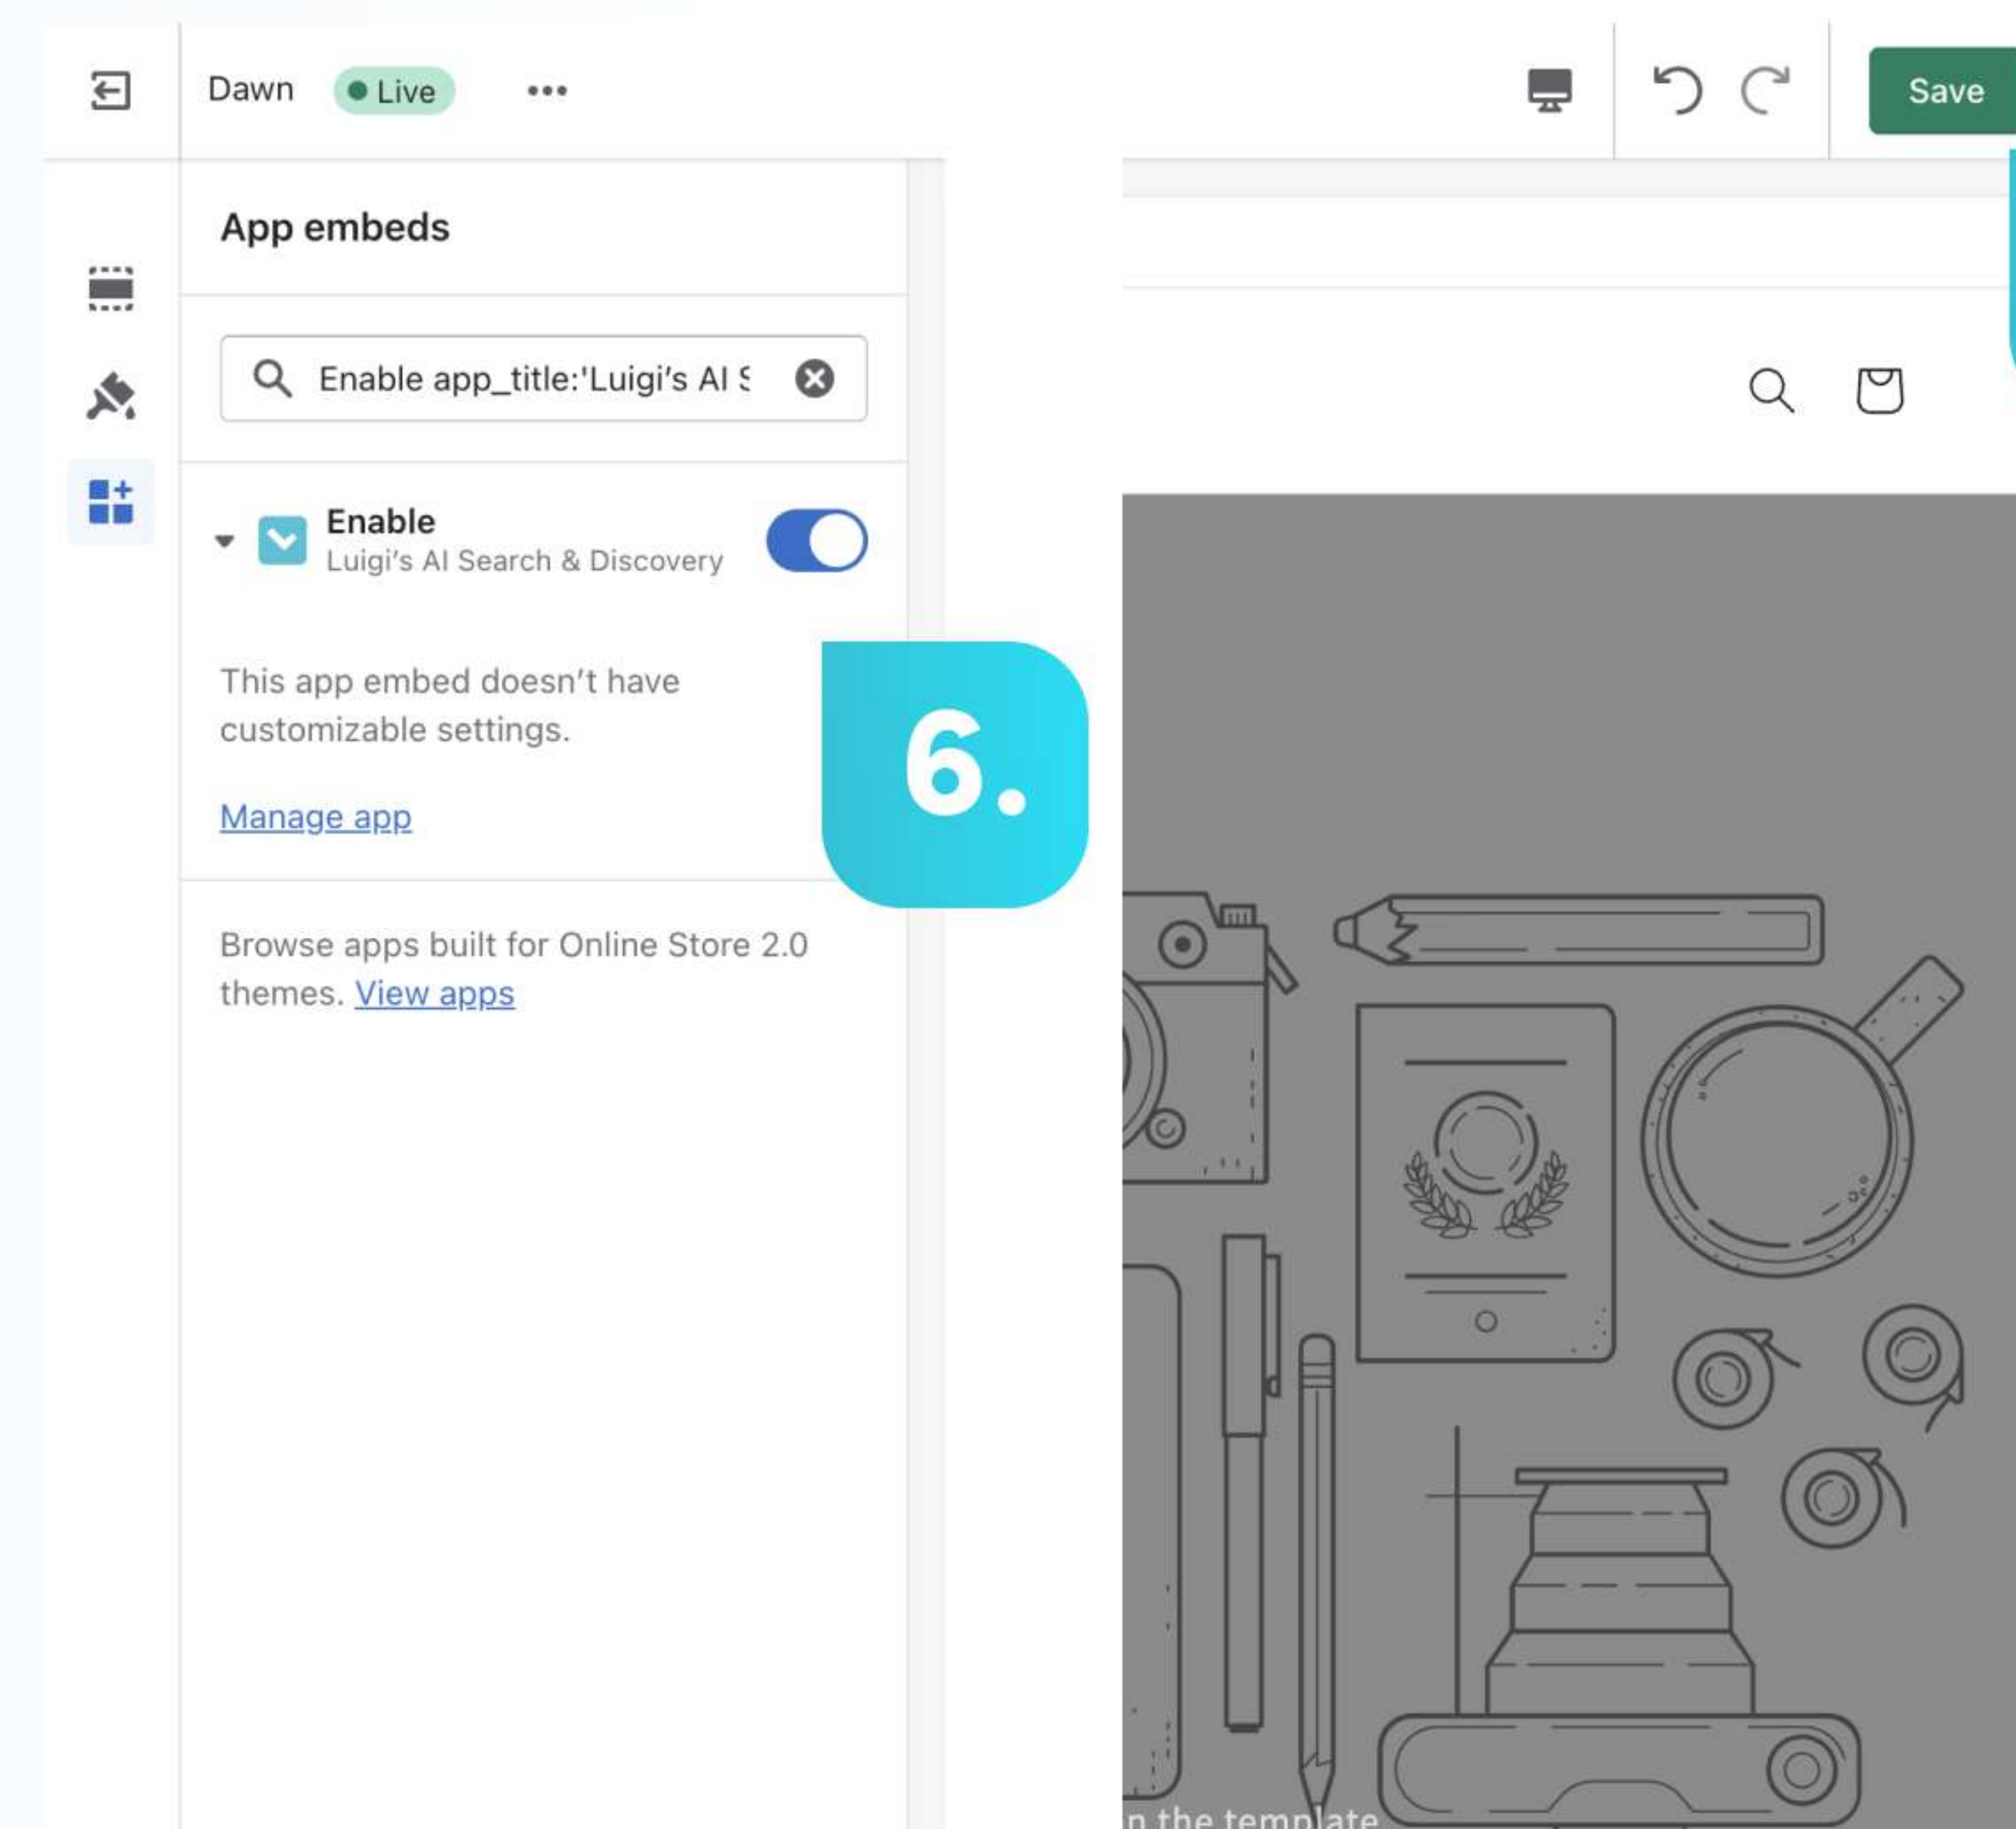 Dawn
Live
Save
App embeds
Enable app_title:'Luigi's AI S
Enable
Luigi's AI Search & Discovery
This app embed doesn't have
customizable settings.
6.
Manage app
Browse apps built for Online Store 2.0
themes. View apps
n the template